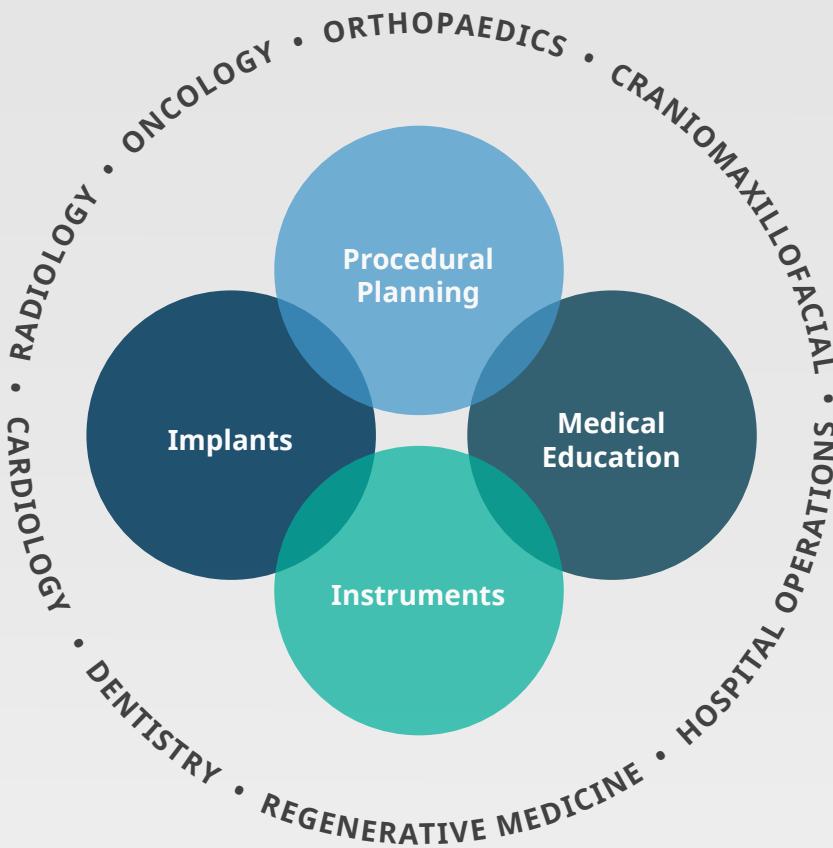 RADIOLOGY • ONCOLOGY • ORTHOPAEDICS • CRANIOMAXILLOFACIAL • HOSPITAL OPERATIONS • REGENERATIVE MEDICINE • DENTISTRY • CARDIOLOGY •
Procedural
Planning
Implants
Medical
Education
Instruments